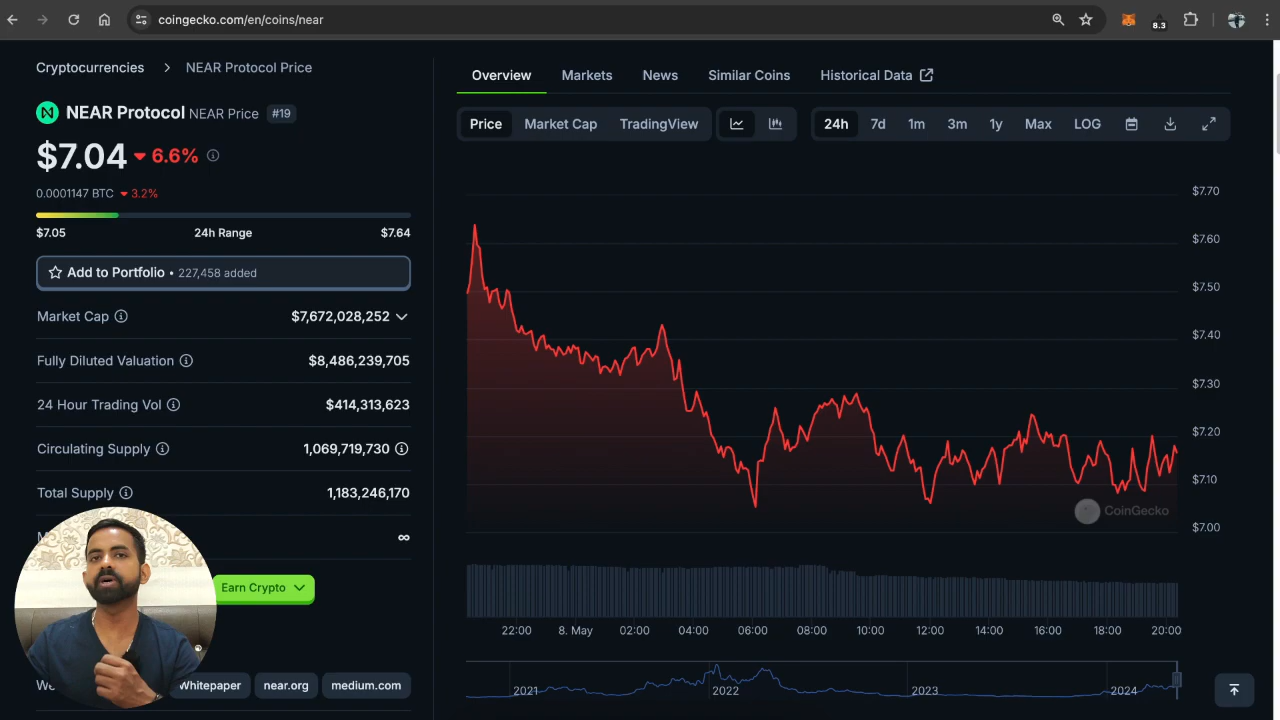 coingecko.com/en/coins/near
8.3
Cryptocurrencies > NEAR Protocol Price
NEAR Protocol NEAR Price #19
$7.04 6.6%
0.0001147 BTC 3.2%
$7.05 24h Range $7.64
Add to Portfolio • 227,458 added
Market Cap $7,672,028,252
Fully Diluted Valuation $8,486,239,705
24 Hour Trading Vol $414,313,623
Circulating Supply 1,069,719,730
Total Supply 1,183,246,170
∞
Earn Crypto
Whitepaper near.org medium.com
Overview Markets News Similar Coins Historical Data
Price Market Cap TradingView 24h 7d 1m 3m 1y Max LOG
$7.70
$7.60
$7.50
$7.40
$7.30
$7.20
$7.10
$7.00
CoinGecko
22:00 8. May 02:00 04:00 06:00 08:00 10:00 12:00 14:00 16:00 18:00 20:00
2021 2022 2023 2024